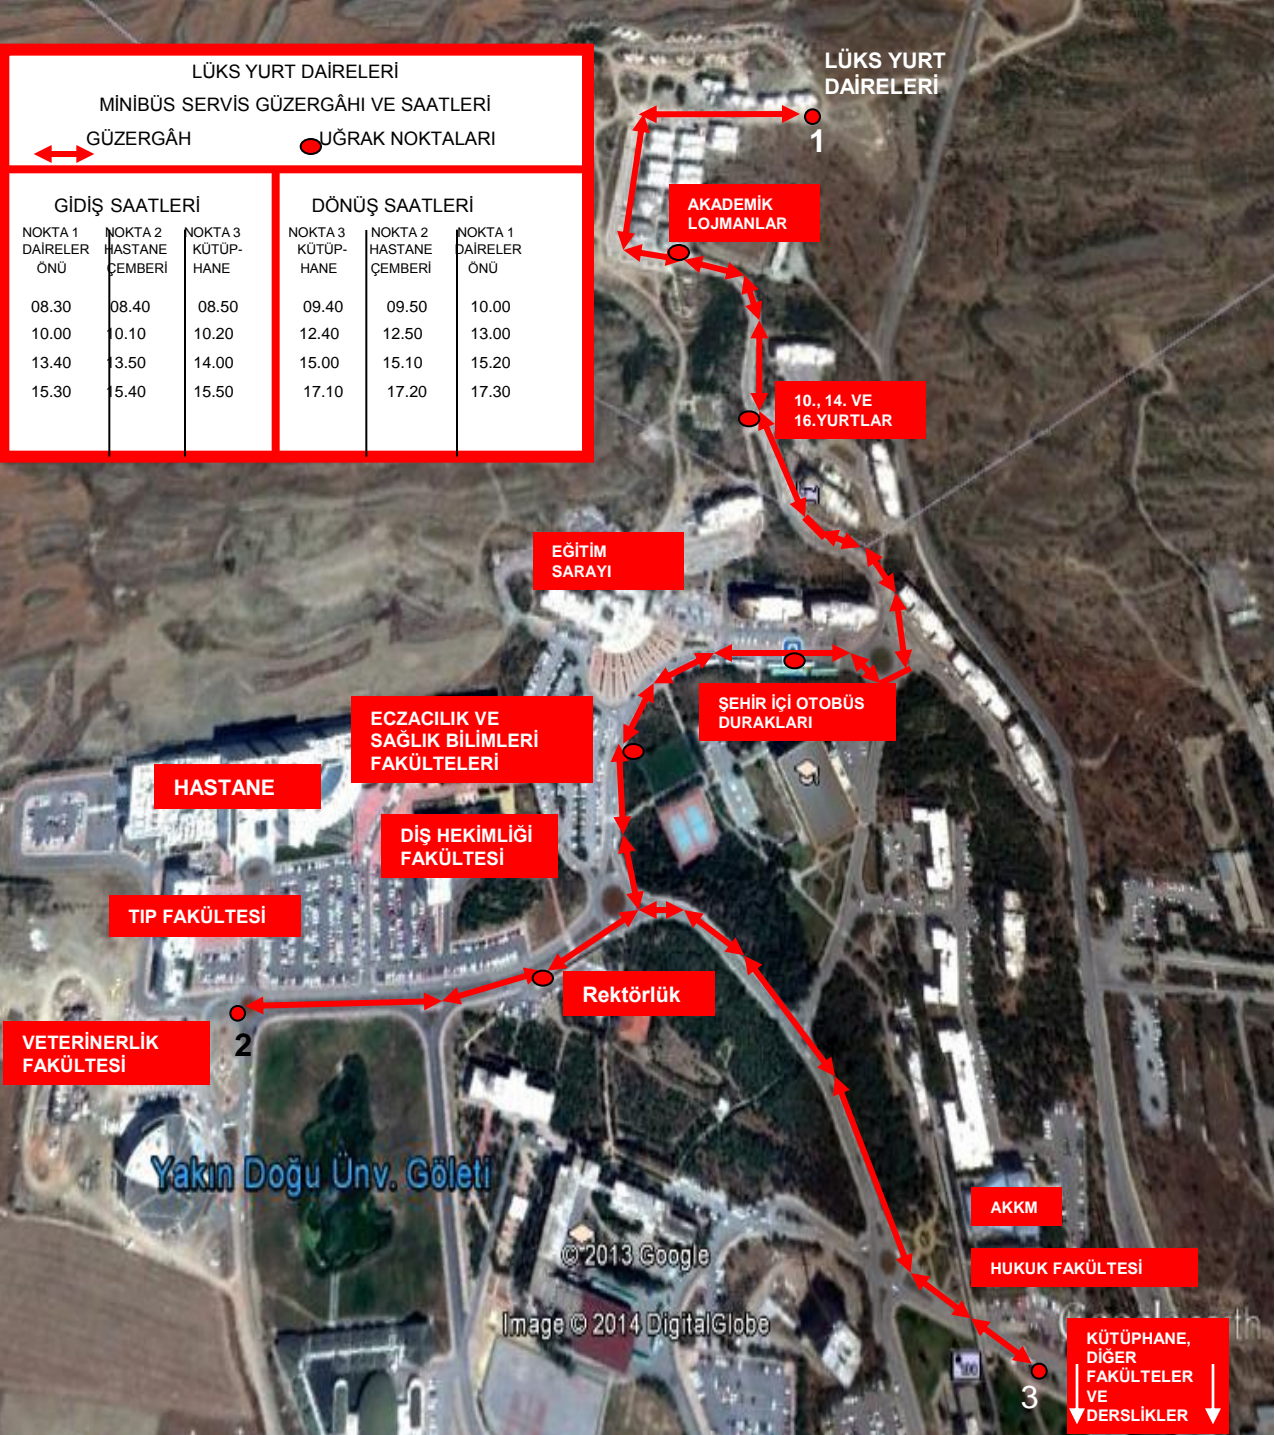 LÜKS YURT DAİRELERİ
MİNİBÜS SERVİS GÜZERGÂHI VE SAATLERİ
GÜZERGÂH UĞRAK NOKTALARI
GİDİŞ SAATLERİ
NOKTA 1 NOKTA 2 NOKTA 3
DAİRELER HASTANE KÜTÜP-
ÖNÜ ÇEMBERİ HANE
08.30 08.40 08.50
10.00 10.10 10.20
13.40 13.50 14.00
15.30 15.40 15.50
DÖNÜŞ SAATLERİ
NOKTA 3 NOKTA 2 NOKTA 1
KÜTÜP- HASTANE DAİRELER
HANE ÇEMBERİ ÖNÜ
09.40 09.50 10.00
12.40 12.50 13.00
15.00 15.10 15.20
17.10 17.20 17.30
LÜKS YURT
DAİRELERİ
1
AKADEMİK
LOJMANLAR
10., 14. VE
16.YURTLAR
EĞİTİM
SARAYI
ŞEHİR İÇİ OTOBÜS
DURAKLARI
ECZACILIK VE
SAĞLIK BİLİMLERİ
FAKÜLTELERİ
HASTANE
DİŞ HEKİMLİĞİ
FAKÜLTESİ
TIP FAKÜLTESİ
Rektörlük
VETERİNERLİK
FAKÜLTESİ
2
Yakın Doğu Ünv. Göleti
AKKM
© 2013 Google
HUKUK FAKÜLTESİ
Image © 2014 DigitalGlobe
KÜTÜPHANE,
DİĞER
FAKÜLTELER
VE
DERSLİKLER
3